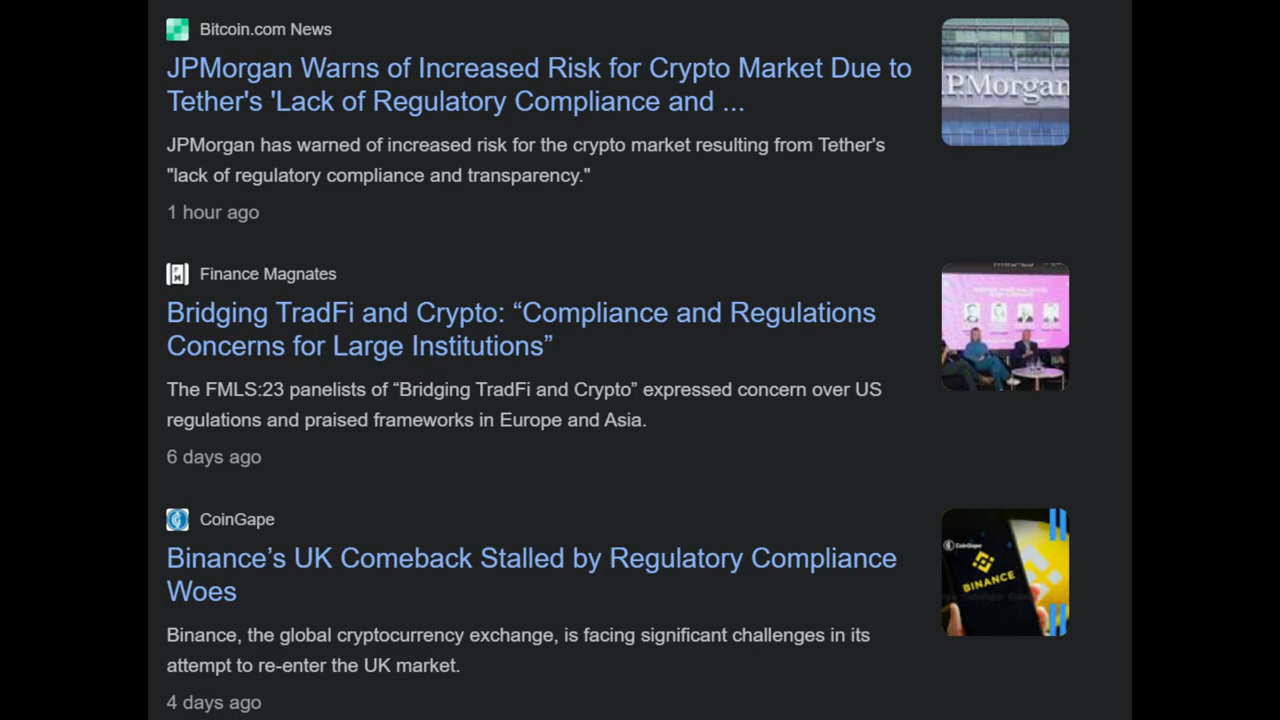 Bitcoin.com News
JPMorgan Warns of Increased Risk for Crypto Market Due to
Tether's 'Lack of Regulatory Compliance and ...
J.P.Morgan
JPMorgan has warned of increased risk for the crypto market resulting from Tether's
"lack of regulatory compliance and transparency."
1 hour ago
Finance Magnates
Bridging TradFi and Crypto: “Compliance and Regulations
Concerns for Large Institutions”
The FMLS:23 panelists of “Bridging TradFi and Crypto” expressed concern over US
regulations and praised frameworks in Europe and Asia.
6 days ago
CoinGape
Binance’s UK Comeback Stalled by Regulatory Compliance
Woes
CoinGape
BINANCE
Binance, the global cryptocurrency exchange, is facing significant challenges in its
attempt to re-enter the UK market.
4 days ago